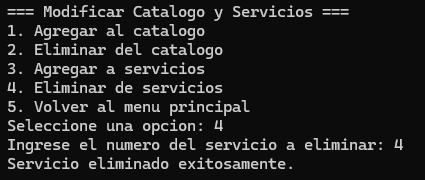 === Modificar Catalogo y Servicios ===
1. Agregar al catalogo
2. Eliminar del catalogo
3. Agregar a servicios
4. Eliminar de servicios
5. Volver al menu principal
Seleccione una opcion: 4
Ingrese el numero del servicio a eliminar: 4
Servicio eliminado exitosamente.